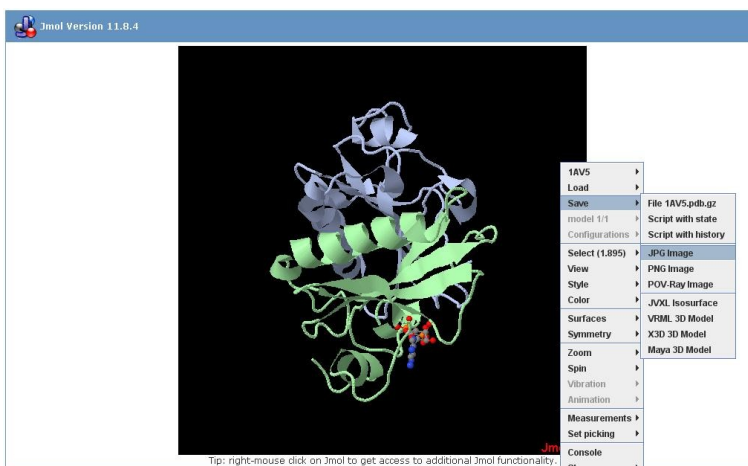 Jmol Version 11.8.4
1AV5
Load
Save
model 1/1
Configurations
Select (1.895)
View
Style
Color
Surfaces
Symmetry
Zoom
Spin
Vibration
Animation
Measurements
Set picking
Console
File 1AV5.pdb.gz
Script with state
Script with history
JPG Image
PNG Image
POV-Ray Image
JVXL Isosurface
VRML 3D Model
X3D 3D Model
Maya 3D Model
Jm
Tip: right-mouse click on Jmol to get access to additional Jmol functionality.